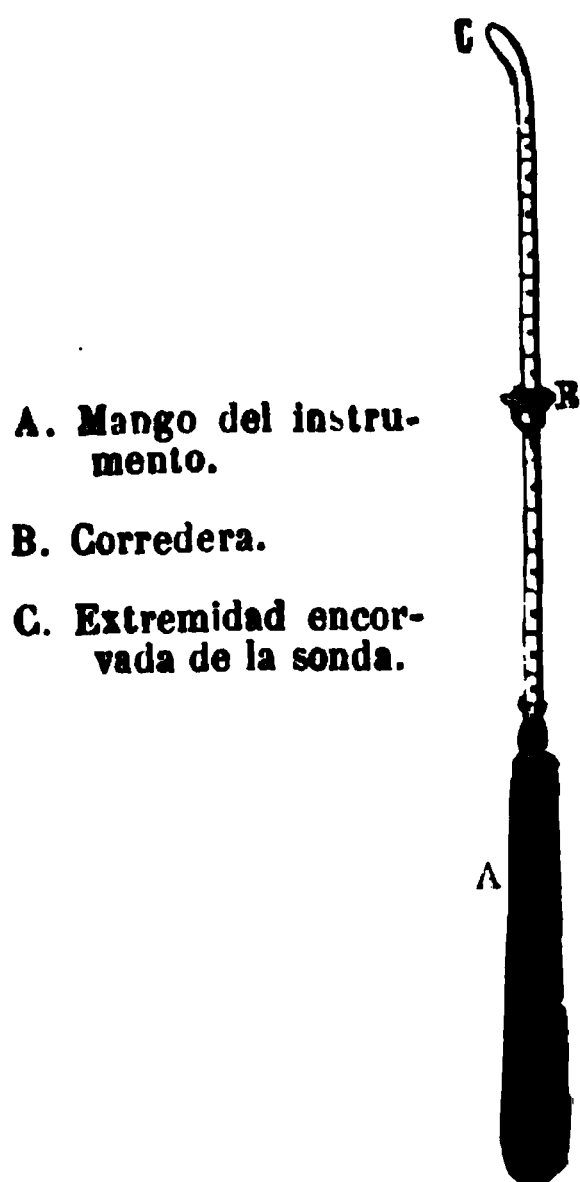 C
B
A. Mango del instru-
mento.
B. Corredera.
C. Extremidad encor-
vada de la sonda.
A